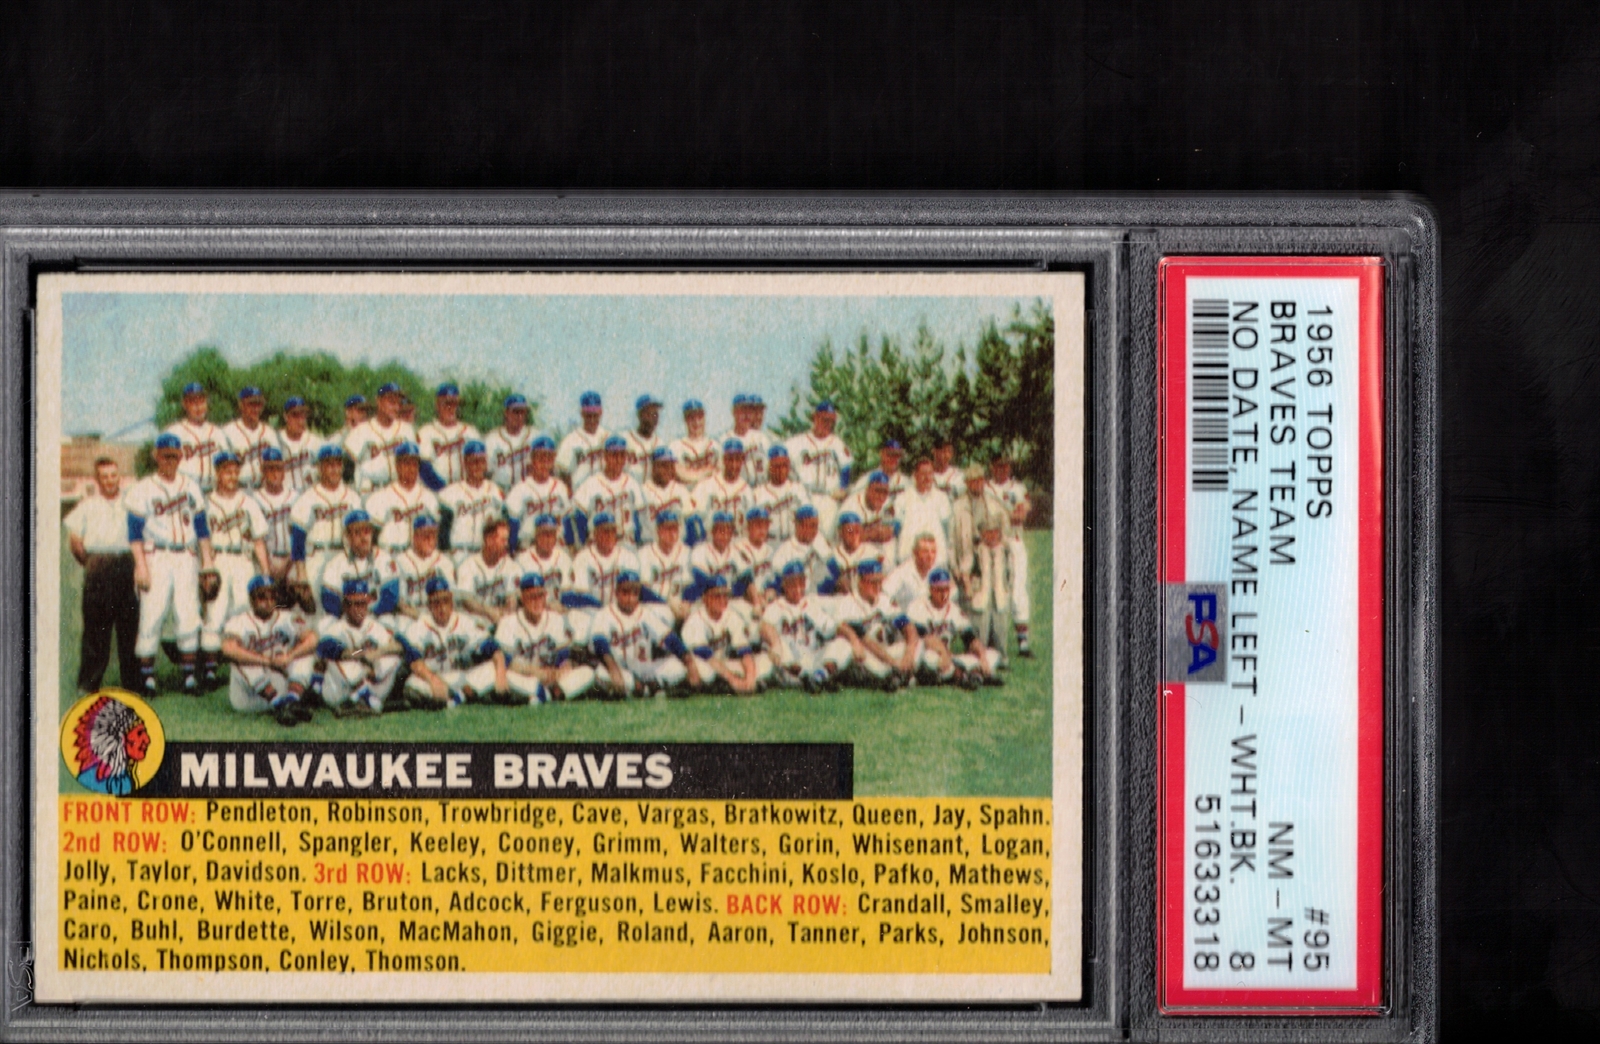 MILWAUKEE BRAVES
FRONT ROW: Pendleton, Robinson, Trowbridge, Cave, Vargas, Bratkowitz, Queen, Jay, Spahn.
2nd ROW: O'Connell, Spangler, Keeley, Cooney, Grimm, Walters, Gorin, Whisenant, Logan,
Jolly, Taylor, Davidson. 3rd ROW: Lacks, Dittmer, Malkmus, Facchini, Koslo, Pafko, Mathews,
Paine, Crone, White, Torre, Bruton, Adcock, Ferguson, Lewis. BACK ROW: Crandall, Smalley,
Caro, Buhl, Burdette, Wilson, MacMahon, Giggie, Roland, Aaron, Tanner, Parks, Johnson,
Nichols, Thompson, Conley, Thomson.
1956 TOPPS #95
BRAVES TEAM NM-MT
NO DATE, NAME LEFT-WHT.BK. 8
51633318
PSA